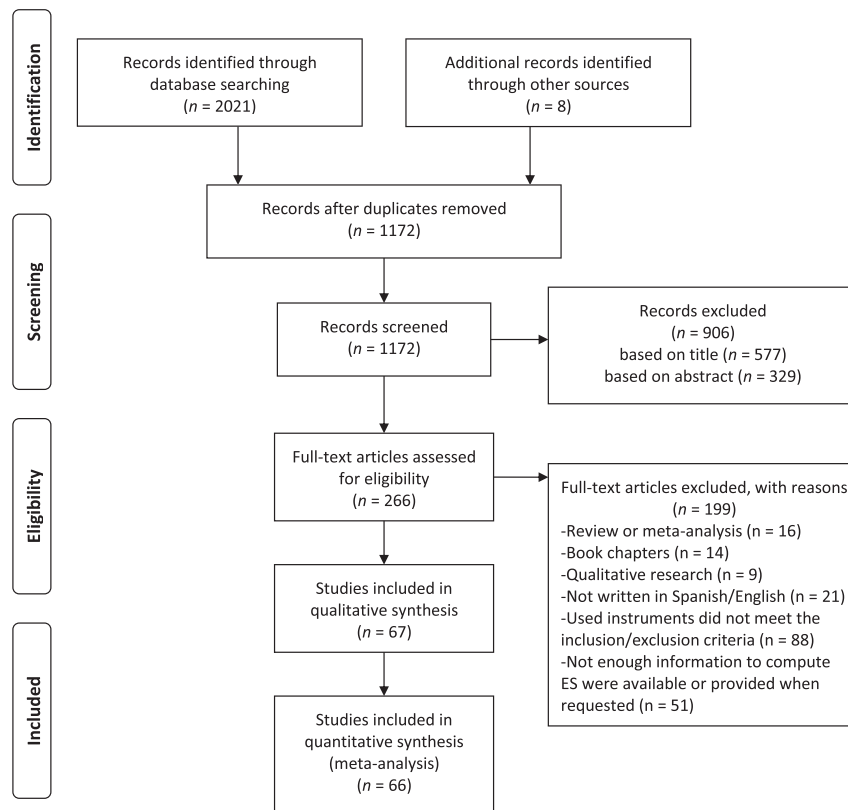 Identification
Records identified through
database searching
(n = 2021)
Additional records identified
through other sources
(n = 8)
Records after duplicates removed
(n = 1172)
Screening
Records screened
(n = 1172)
Records excluded
(n = 906)
based on title (n = 577)
based on abstract (n = 329)
Eligibility
Full-text articles assessed
for eligibility
(n = 266)
Full-text articles excluded, with reasons
(n = 199)
-Review or meta-analysis (n = 16)
-Book chapters (n = 14)
-Qualitative research (n = 9)
-Not written in Spanish/English (n = 21)
-Used instruments did not meet the
inclusion/exclusion criteria (n = 88)
-Not enough information to compute
ES were available or provided when
requested (n = 51)
Studies included in
qualitative synthesis
(n = 67)
Included
Studies included in
quantitative synthesis
(meta-analysis)
(n = 66)